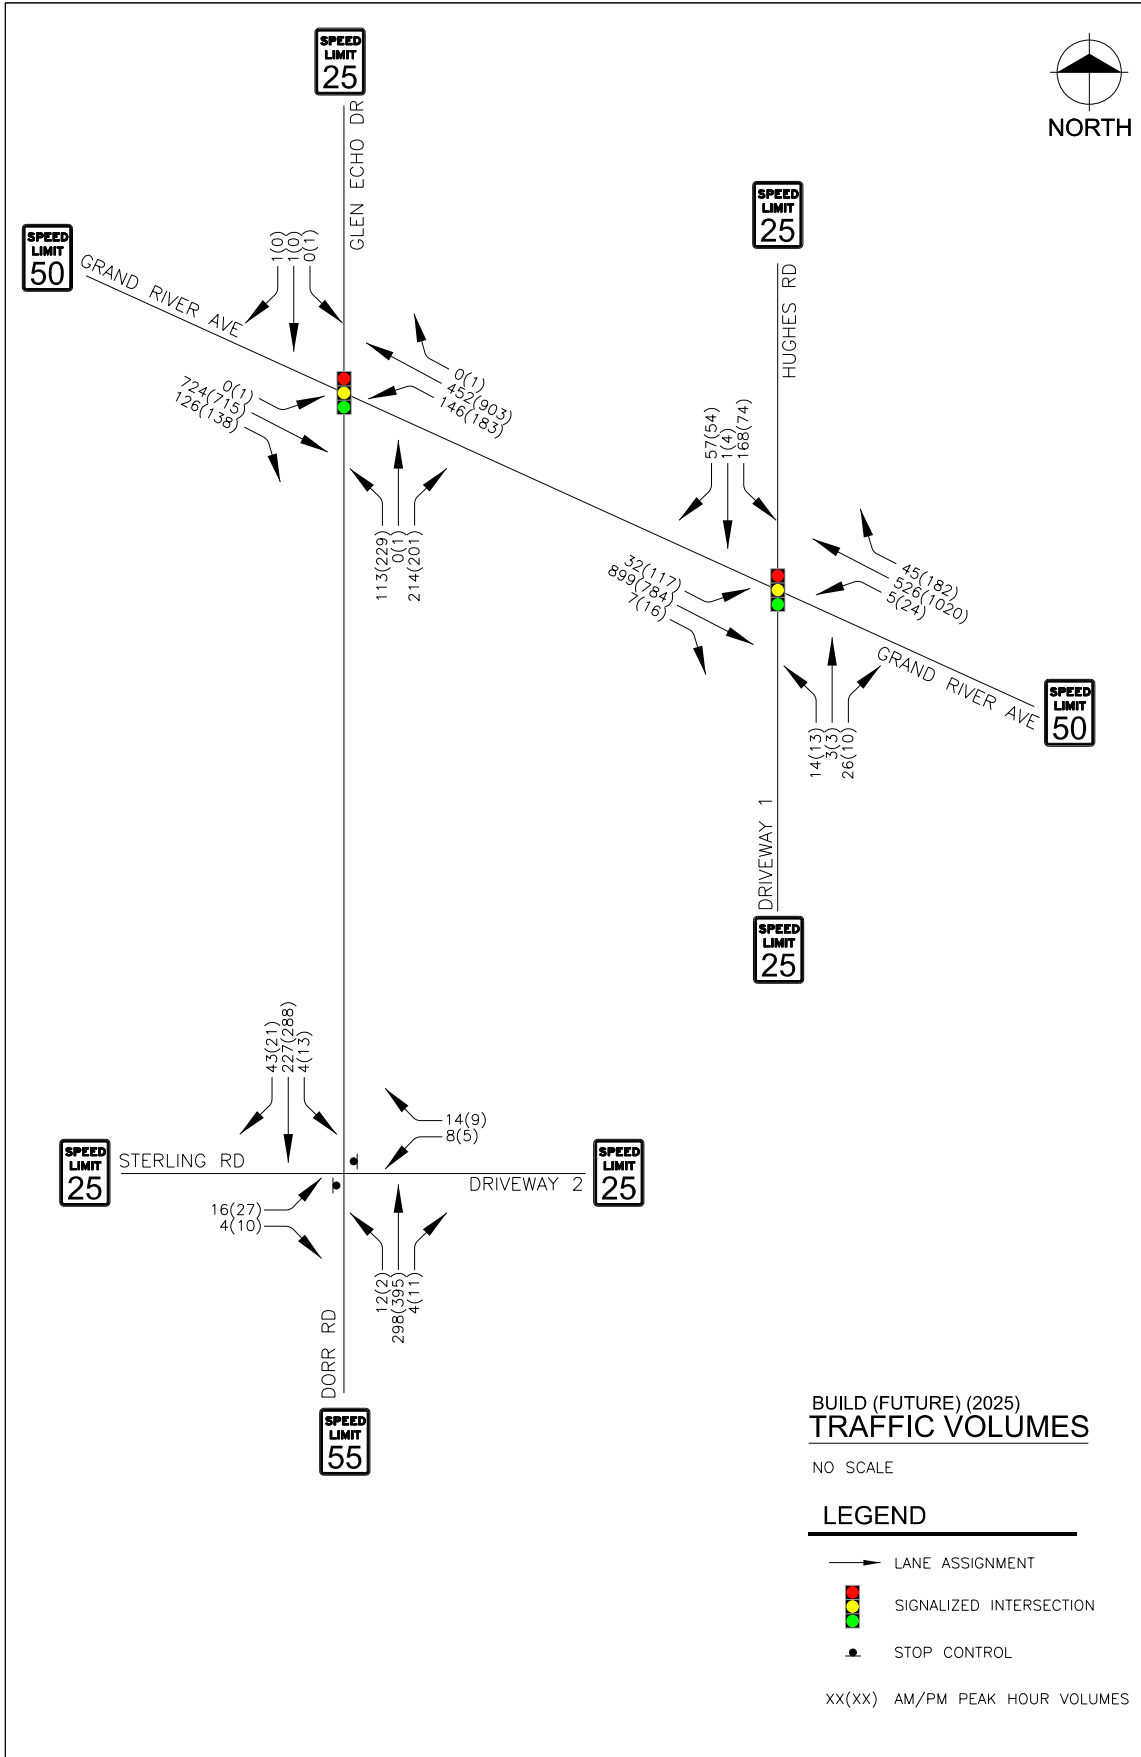 SPEED
LIMIT
25
NORTH
GLEN ECHO DR
SPEED
LIMIT
25
SPEED
LIMIT
50
GRAND RIVER AVE
1(0)
1(0)
0(1)
HUGHES RD
0(1)
724(715)
126(138)
0(1)
452(903)
146(183)
57(54)
1(4)
168(74)
113(229)
0(1)
214(201)
32(117)
899(784)
7(16)
45(182)
526(1020)
5(24)
GRAND RIVER AVE
SPEED
LIMIT
50
14(13)
3(3)
26(10)
DRIVEWAY 1
SPEED
LIMIT
25
43(21)
227(288)
4(13)
14(9)
8(5)
SPEED
LIMIT
25
STERLING RD
DRIVEWAY 2
SPEED
LIMIT
25
16(27)
4(10)
12(2)
298(395)
4(11)
DORR RD
SPEED
LIMIT
55
BUILD (FUTURE) (2025)
TRAFFIC VOLUMES
NO SCALE
LEGEND
LANE ASSIGNMENT
SIGNALIZED INTERSECTION
STOP CONTROL
XX(XX) AM/PM PEAK HOUR VOLUMES